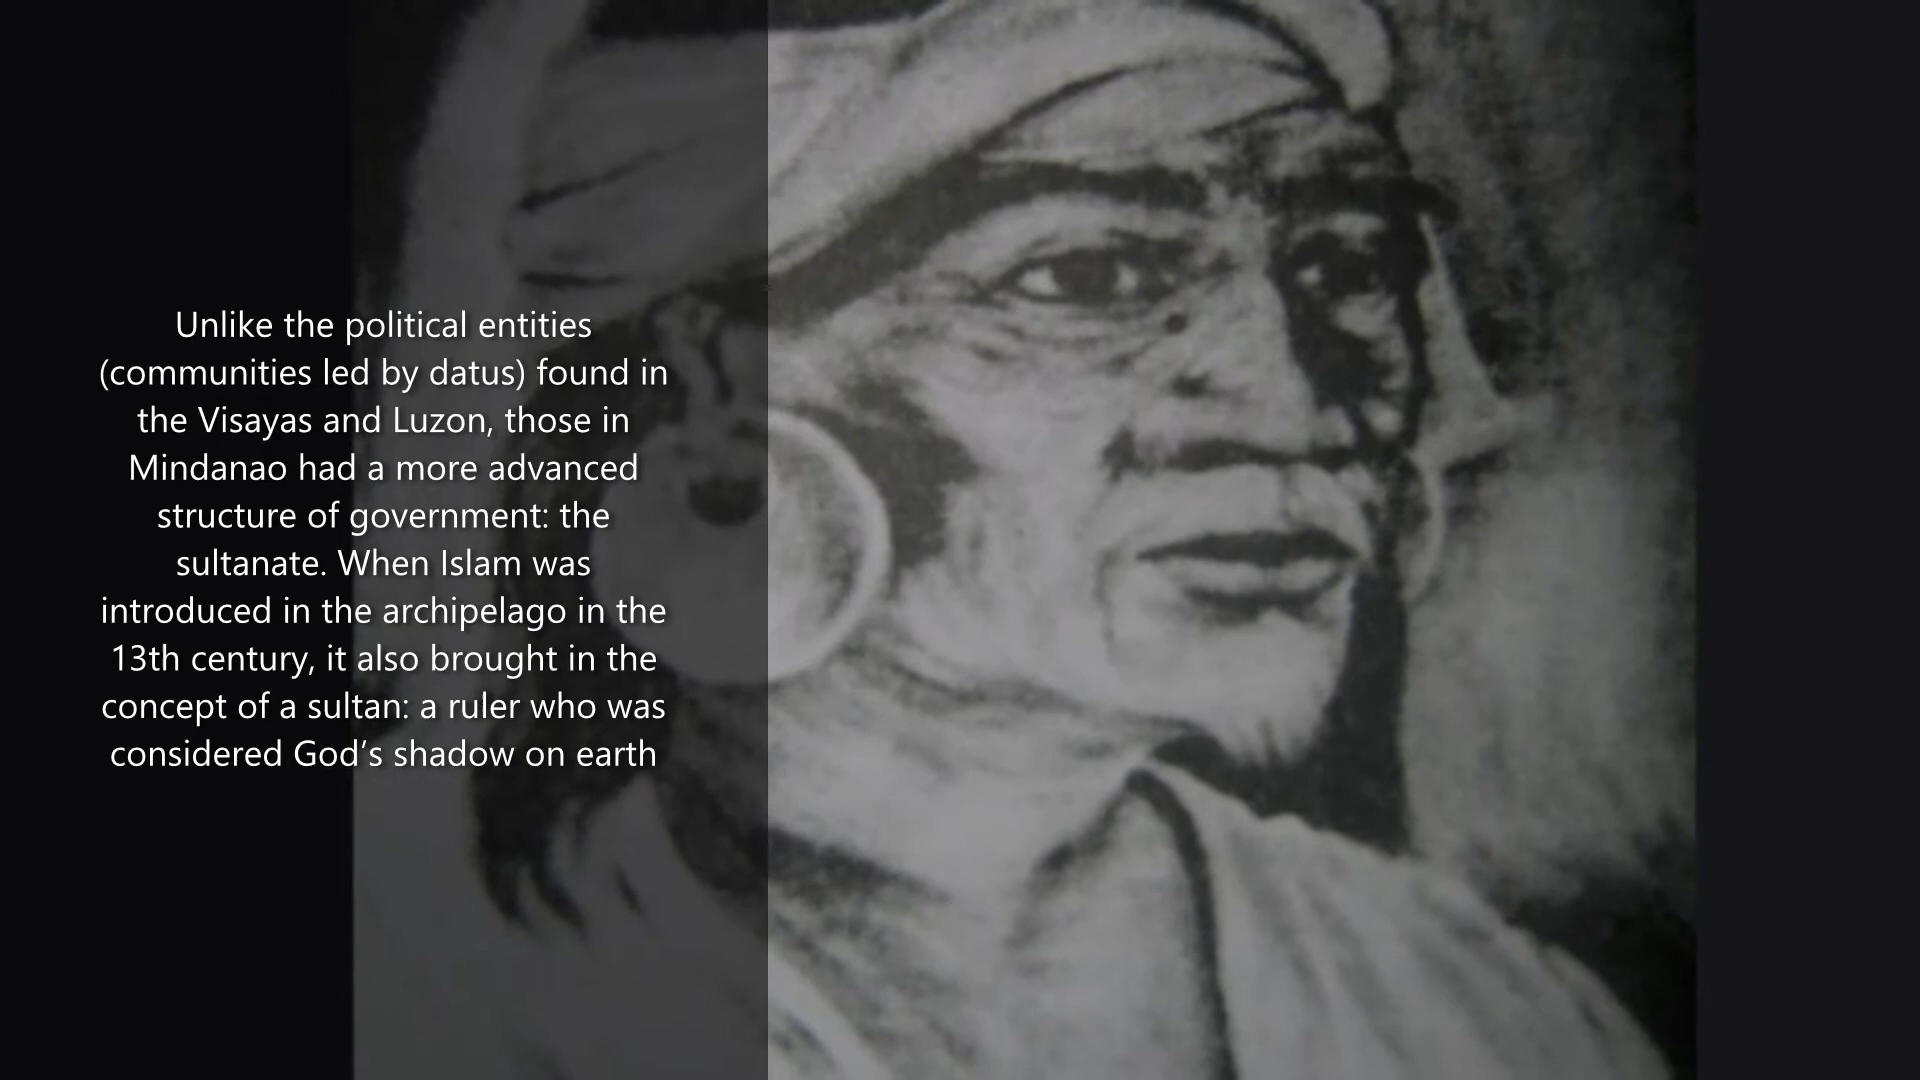 Unlike the political entities
(communities led by datus) found in
the Visayas and Luzon, those in
Mindanao had a more advanced
structure of government: the
sultanate. When Islam was
introduced in the archipelago in the
13th century, it also brought in the
concept of a sultan: a ruler who was
considered God’s shadow on earth